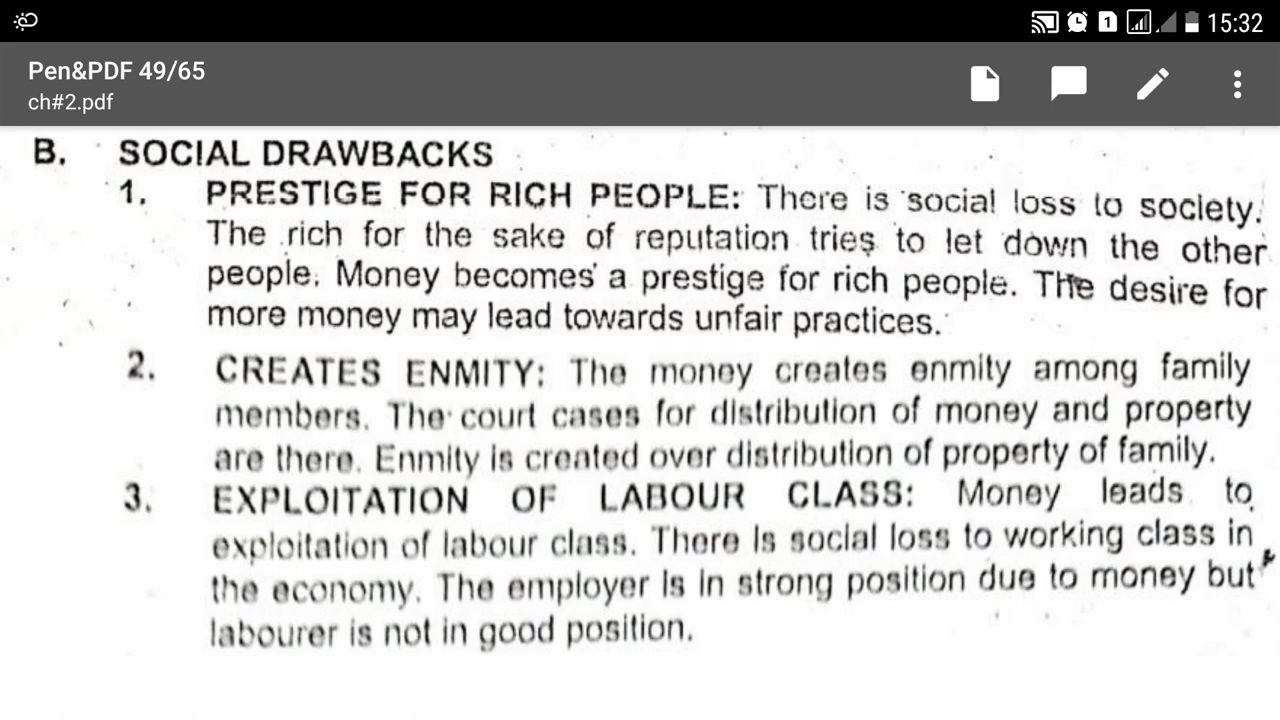 1 15:32
Pen&PDF 49/65
ch#2.pdf
B. SOCIAL DRAWBACKS
1. PRESTIGE FOR RICH PEOPLE: There is social loss to society.
The rich for the sake of reputation tries to let down the other
people. Money becomes a prestige for rich people. The desire for
more money may lead towards unfair practices.
2. CREATES ENMITY: The money creates enmity among family
members. The court cases for distribution of money and property
are there. Enmity is created over distribution of property of family.
3. EXPLOITATION OF LABOUR CLASS: Money leads to
exploitation of labour class. There is social loss to working class in
the economy. The employer is in strong position due to money but
labourer is not in good position.